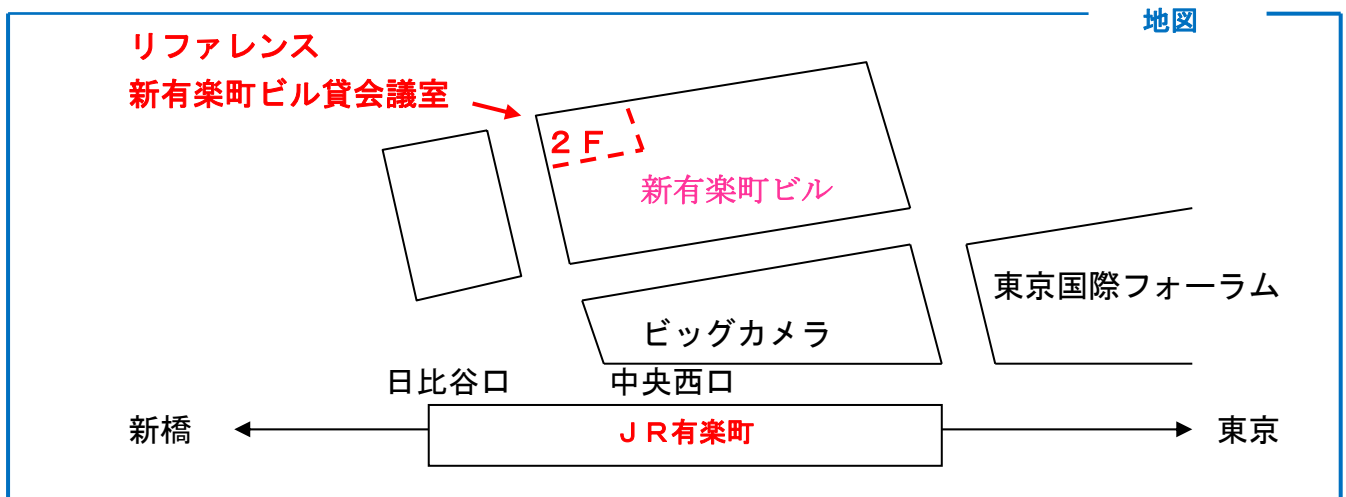 地図
リファレンス
新有楽町ビル貸会議室
２Ｆ
新有楽町ビル
東京国際フォーラム
ビッグカメラ
日比谷口
中央西口
新橋
ＪＲ有楽町
東京